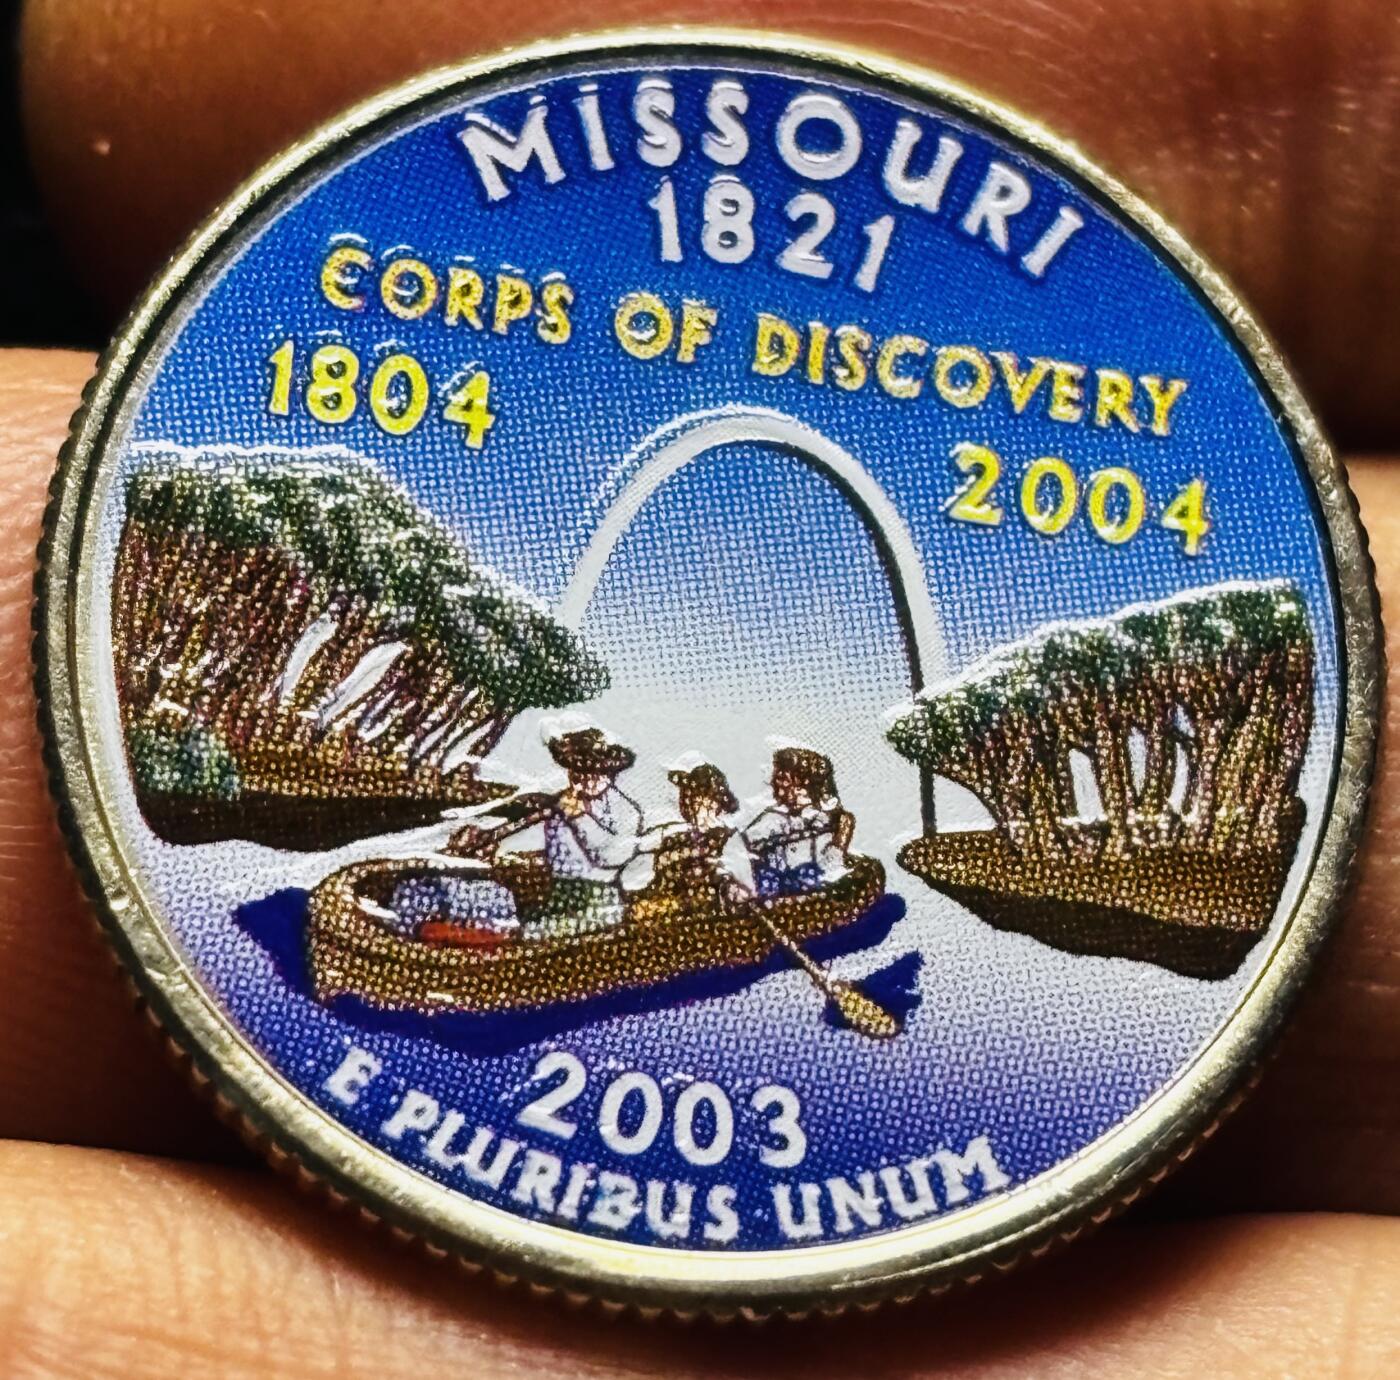 MISSOURI
1821
CORPS OF DISCOVERY
1804 2004
2003
E PLURIBUS UNUM